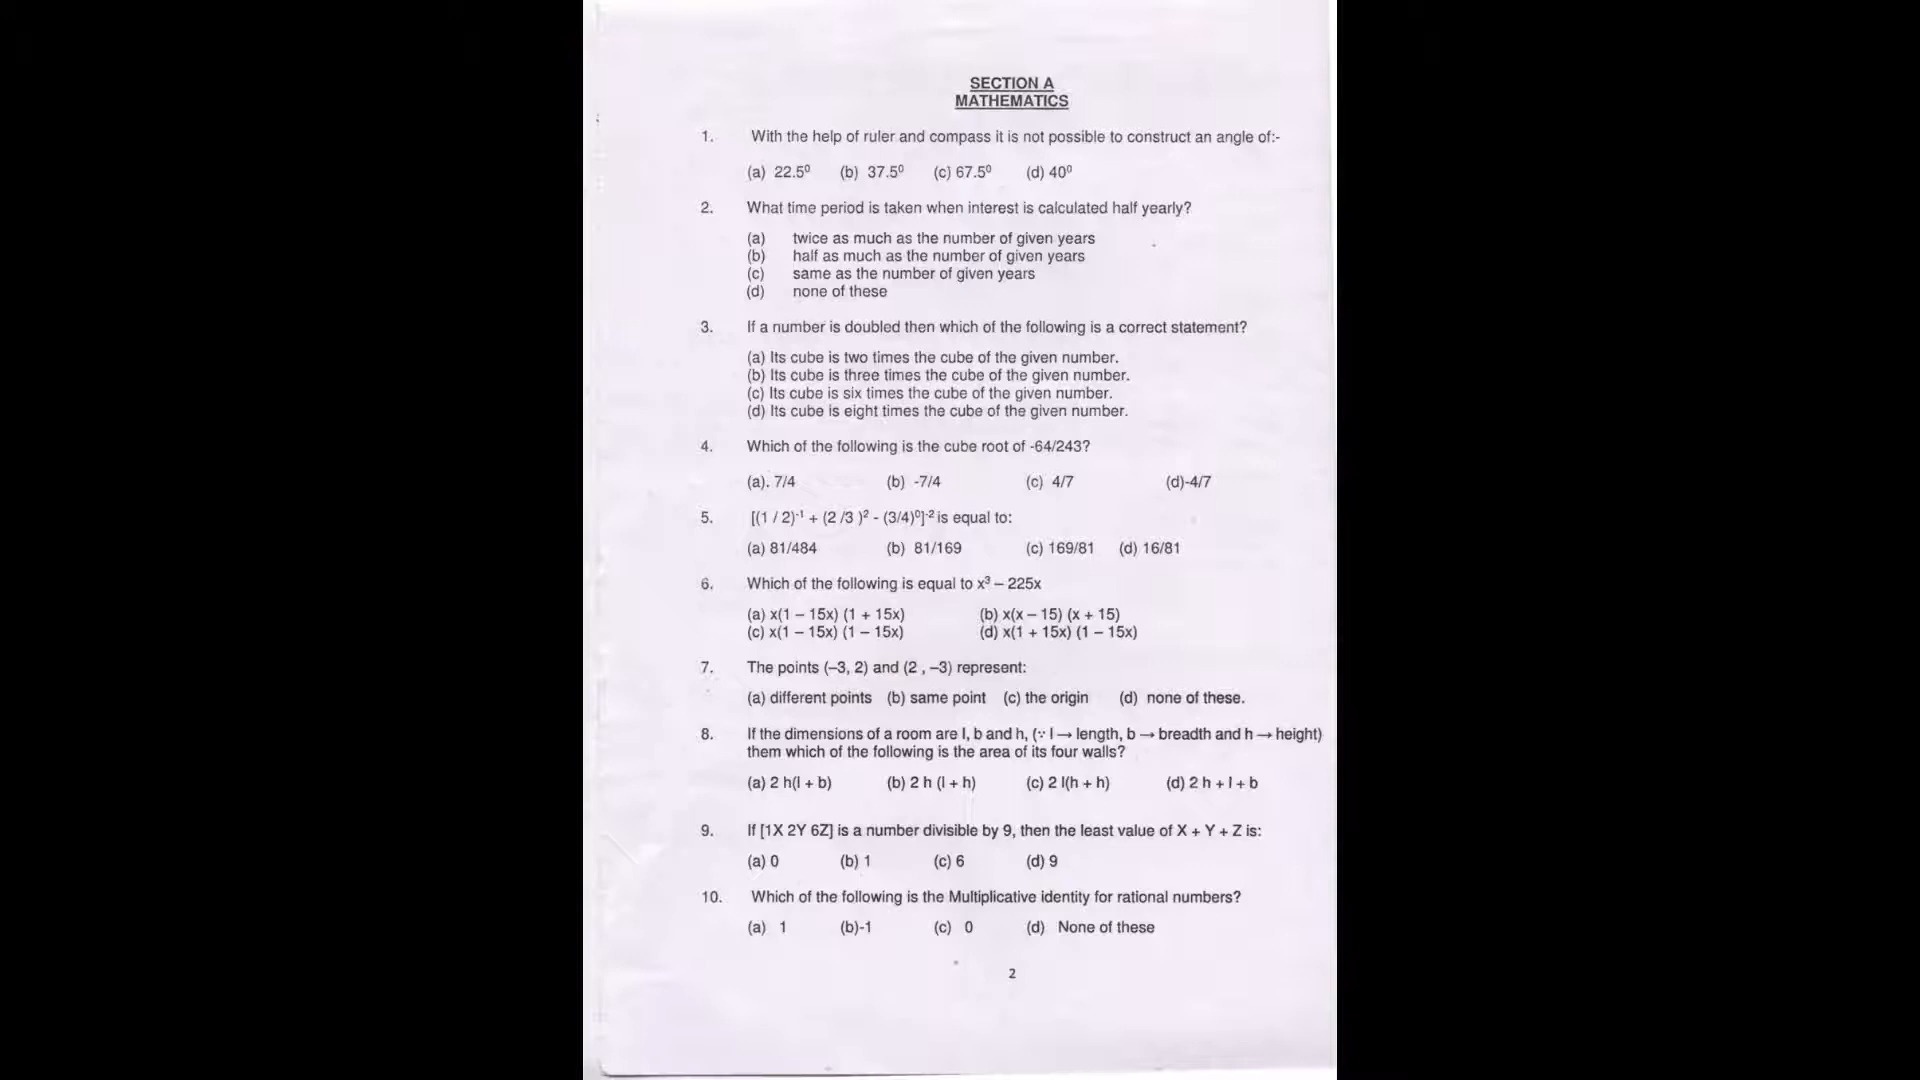 SECTION A
MATHEMATICS
1. With the help of ruler and compass it is not possible to construct an angle of:-
(a) 22.5⁰ (b) 37.5⁰ (c) 67.5⁰ (d) 40⁰
2. What time period is taken when interest is calculated half yearly?
(a) twice as much as the number of given years
(b) half as much as the number of given years
(c) same as the number of given years
(d) none of these
3. If a number is doubled then which of the following is a correct statement?
(a) Its cube is two times the cube of the given number.
(b) Its cube is three times the cube of the given number.
(c) Its cube is six times the cube of the given number.
(d) Its cube is eight times the cube of the given number.
4. Which of the following is the cube root of -64/243?
(a). 7/4 (b) -7/4 (c) 4/7 (d)-4/7
5. [(1 / 2)⁻¹ + (2 /3 )² - (3/4)⁰]⁻² is equal to:
(a) 81/484 (b) 81/169 (c) 169/81 (d) 16/81
6. Which of the following is equal to x³ – 225x
(a) x(1 – 15x) (1 + 15x) (b) x(x – 15) (x + 15)
(c) x(1 – 15x) (1 – 15x) (d) x(1 + 15x) (1 – 15x)
7. The points (–3, 2) and (2 , –3) represent:
(a) different points (b) same point (c) the origin (d) none of these.
8. If the dimensions of a room are l, b and h, (∵ l → length, b → breadth and h → height)
them which of the following is the area of its four walls?
(a) 2 h(l + b) (b) 2 h (l + h) (c) 2 l(h + h) (d) 2 h + l + b
9. If [1X 2Y 6Z] is a number divisible by 9, then the least value of X + Y + Z is:
(a) 0 (b) 1 (c) 6 (d) 9
10. Which of the following is the Multiplicative identity for rational numbers?
(a) 1 (b)-1 (c) 0 (d) None of these
2